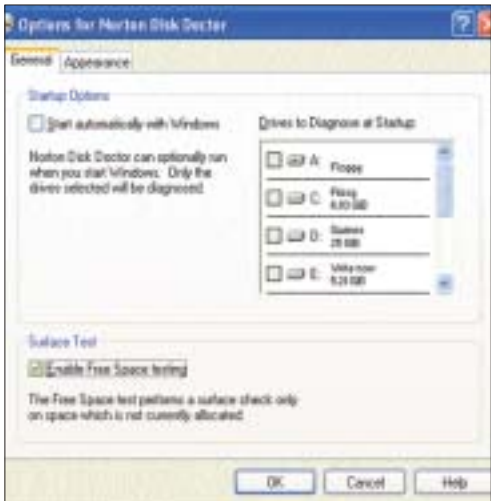 Options for Norton Disk Doctor
General Appearance
Startup Options
Start automatically with Windows
Norton Disk Doctor can optionally run
when you start Windows. Only the
drives selected will be diagnosed.
Drives to Diagnose at Startup:
A: Floppy
C:
D:
E:
Surface Test
Enable Free Space testing
The Free Space test performs a surface check only
on space which is not currently allocated.
OK Cancel Help